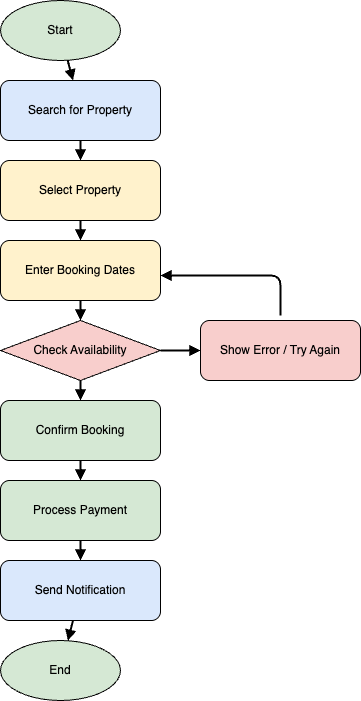 Start
Search for Property
Select Property
Enter Booking Dates
Check Availability
Show Error / Try Again
Confirm Booking
Process Payment
Send Notification
End